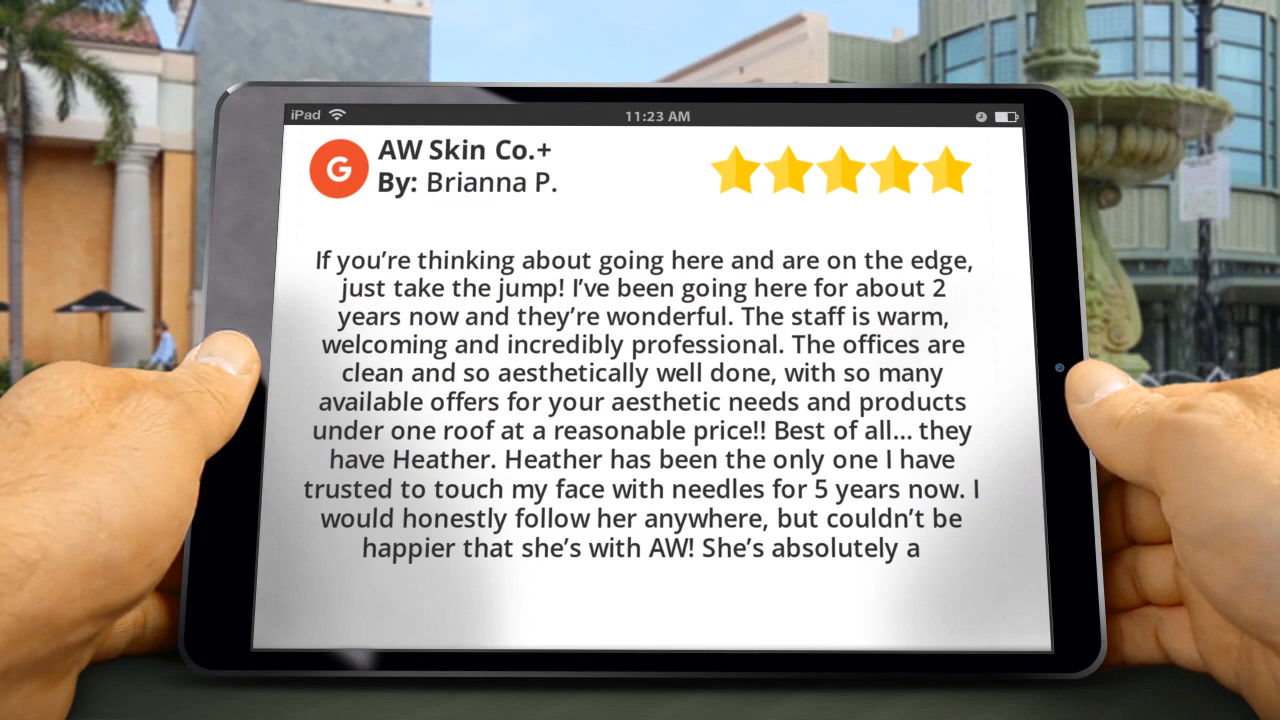 iPad
11:23 AM
G
AW Skin Co.+
By: Brianna P.
If you’re thinking about going here and are on the edge,
just take the jump! I’ve been going here for about 2
years now and they’re wonderful. The staff is warm,
welcoming and incredibly professional. The offices are
clean and so aesthetically well done, with so many
available offers for your aesthetic needs and products
under one roof at a reasonable price!! Best of all... they
have Heather. Heather has been the only one I have
trusted to touch my face with needles for 5 years now. I
would honestly follow her anywhere, but couldn’t be
happier that she’s with AW! She’s absolutely a